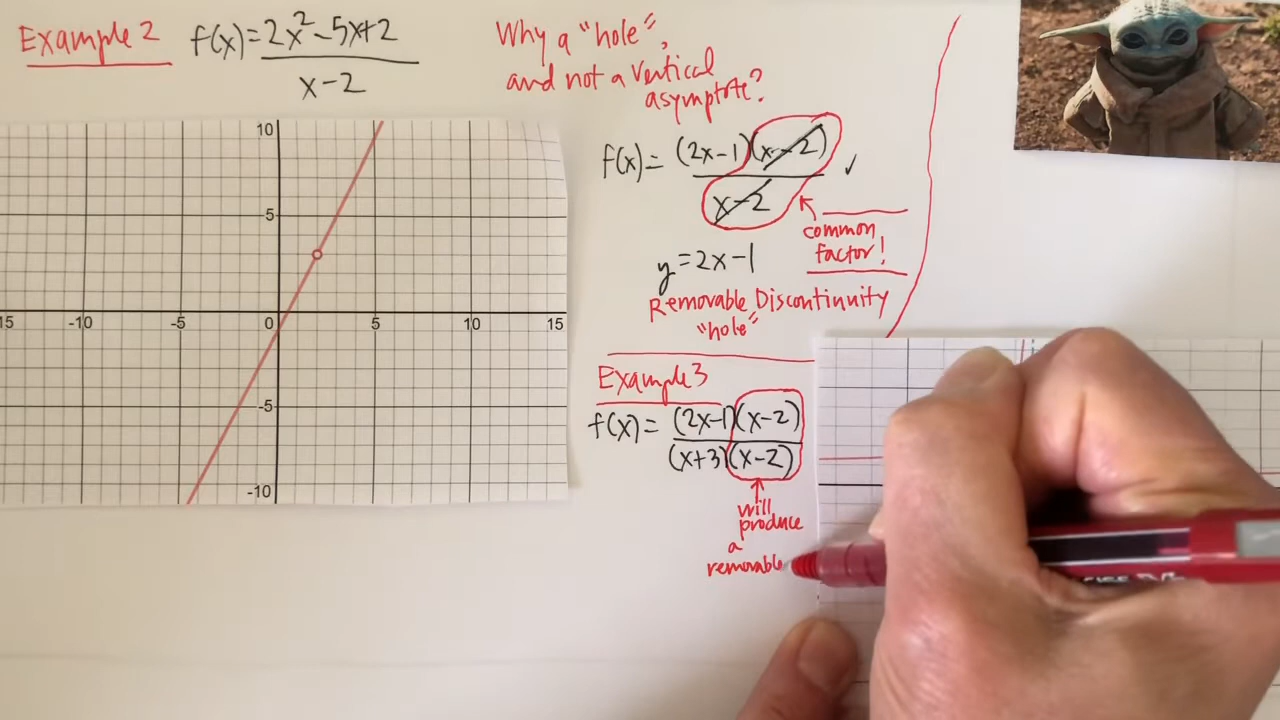 Example 2 f(x)=2x²-5x+2
x-2
Why a "hole",
and not a vertical
asymptote?
10
5
15 -10 -5 0 5 10 15
-5
-10
f(x)= (2x-1)(x-2) ✓
x-2
common
factor!
y=2x-1
Removable Discontinuity
"hole"
Example 3
f(x)= (2x-1)(x-2)
(x+3)(x-2)
↑
will
produce
a
removable